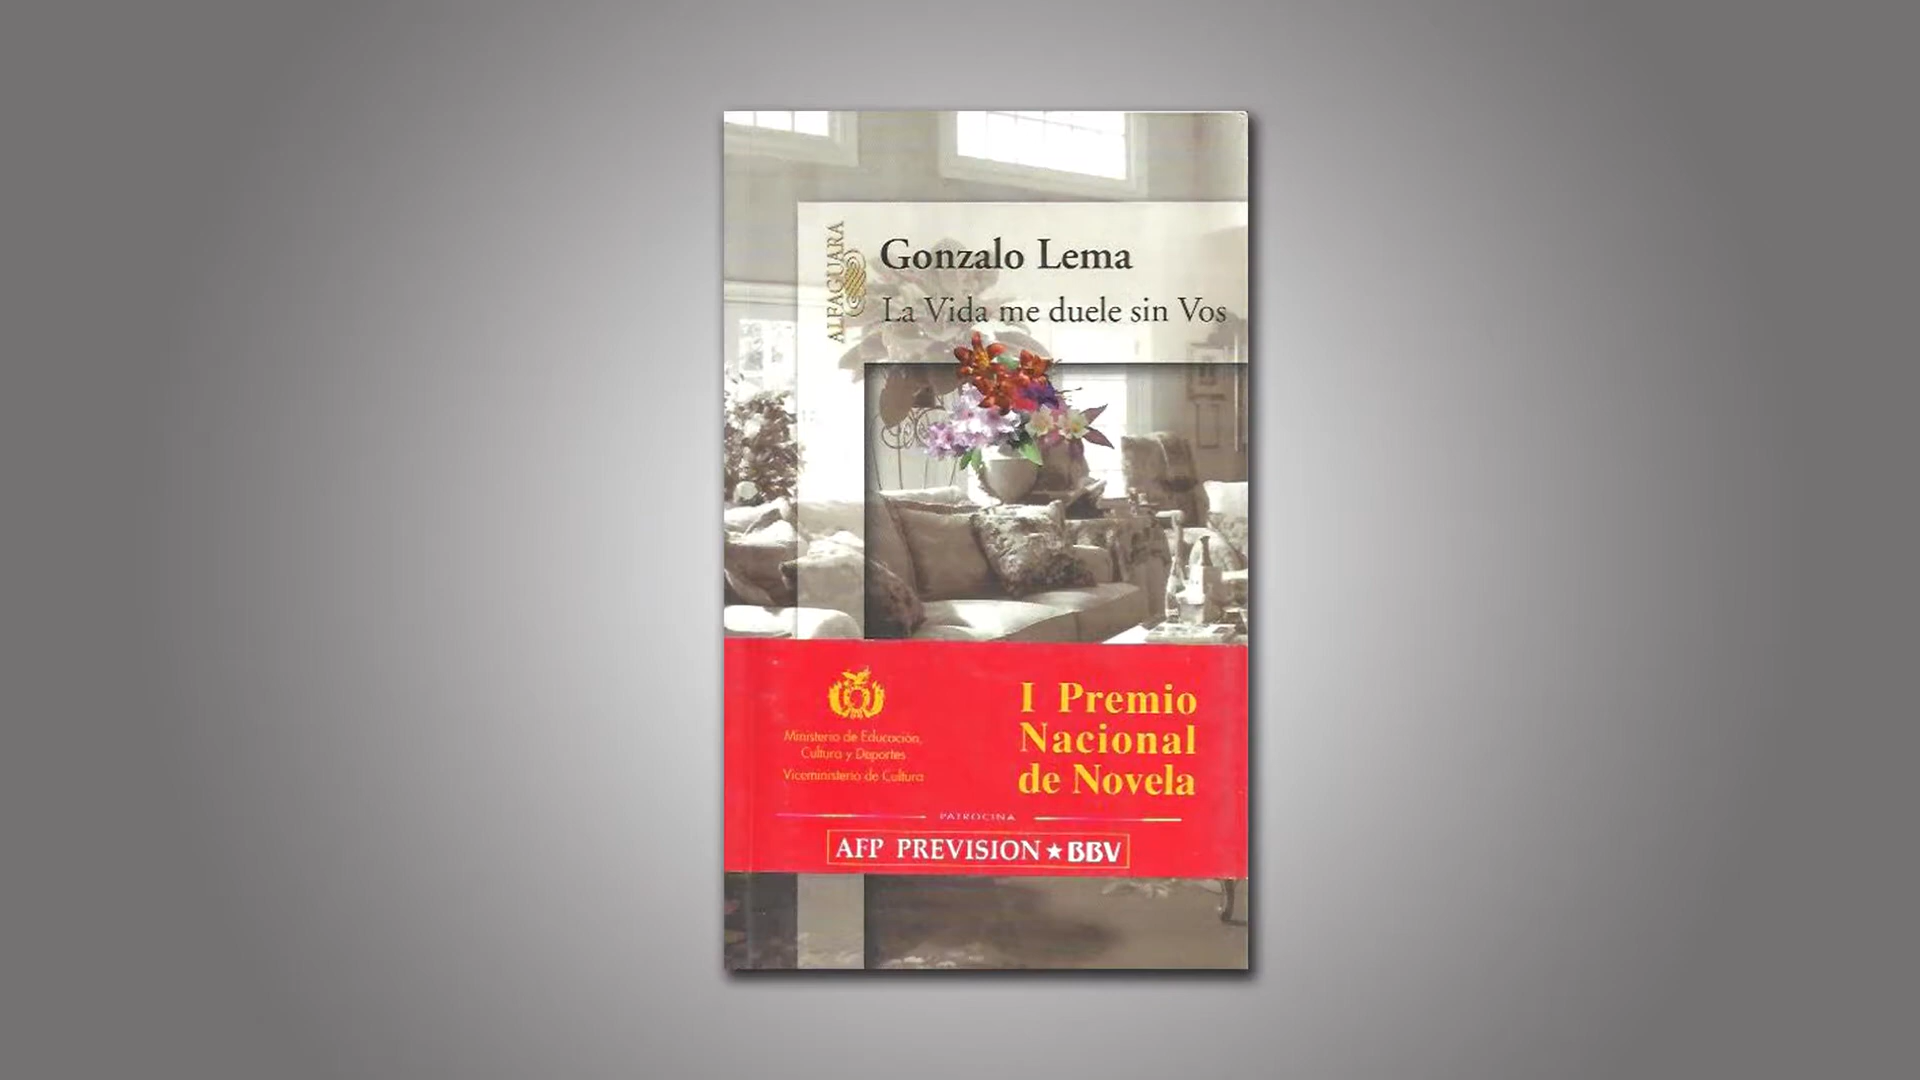 ALFAGUARA
Gonzalo Lema
La Vida me duele sin Vos
Ministerio de Educación,
Cultura y Deportes
Viceministerio de Cultura
I Premio
Nacional
de Novela
PATROCINA
AFP PREVISION★BBV